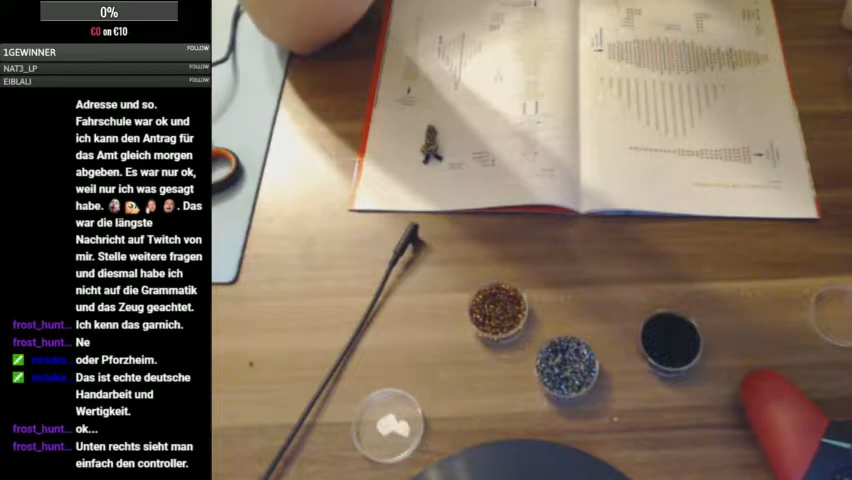 0%
€0 on €10
1GEWINNER
FOLLOW
NAT3_LP
FOLLOW
EIBLALI
FOLLOW
Adresse und so.
Fahrschule war ok und
ich kann den Antrag für
das Amt gleich morgen
abgeben. Es war nur ok,
weil nur ich was gesagt
habe. . Das
war die längste
Nachricht auf Twitch von
mir. Stelle weitere fragen
und diesmal habe ich
nicht auf die Grammatik
und das Zeug geachtet.
frost_hunt... Ich kenn das garnich.
frost_hunt... Ne
oder Pforzheim.
Das ist echte deutsche
Handarbeit und
Wertigkeit.
frost_hunt... ok...
frost_hunt... Unten rechts sieht man
einfach den controller.